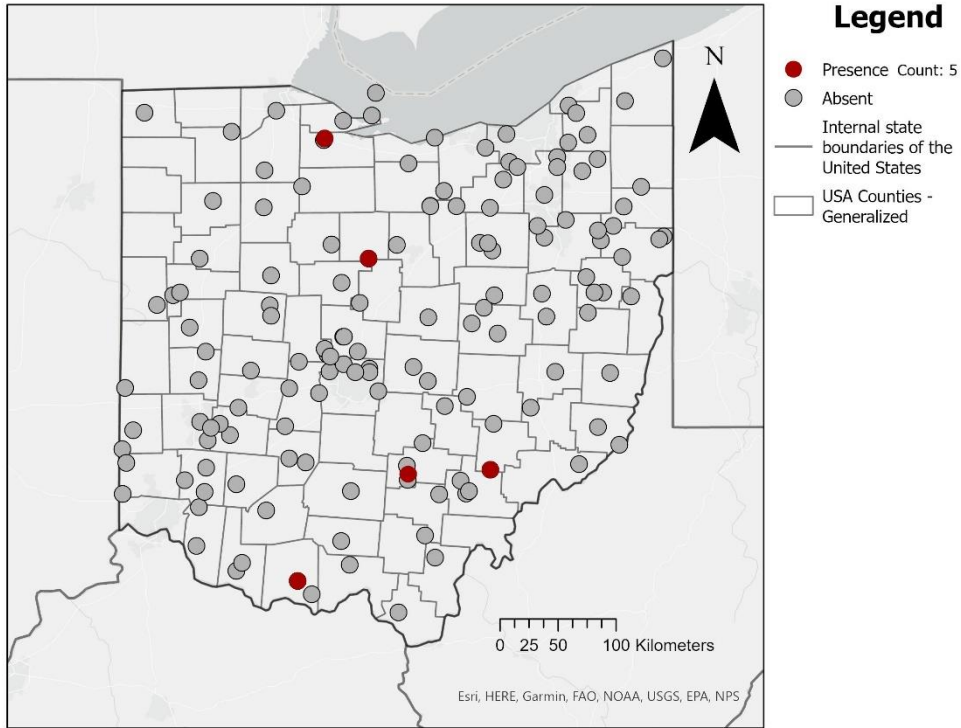 Legend
Presence Count: 5
Absent
Internal state
boundaries of the
United States
USA Counties -
Generalized
N
0 25 50 100 Kilometers
Esri, HERE, Garmin, FAO, NOAA, USGS, EPA, NPS